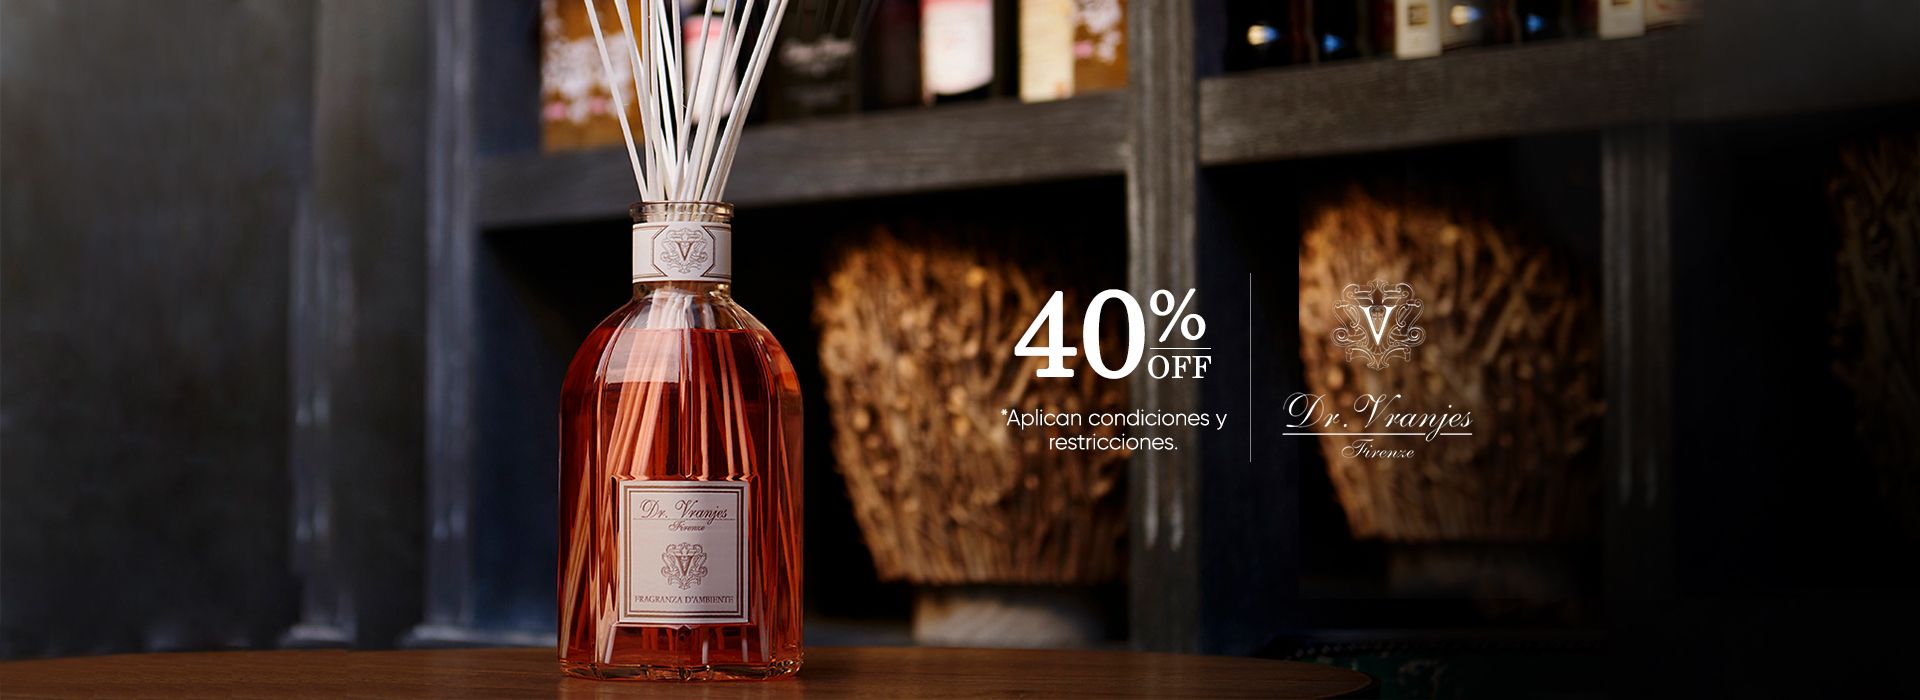 V
Dr. Vranjes
Firenze
V
FRAGRANZA D'AMBIENTE
40%
OFF
*Aplican condiciones y
restricciones.
V
Dr. Vranjes
Firenze